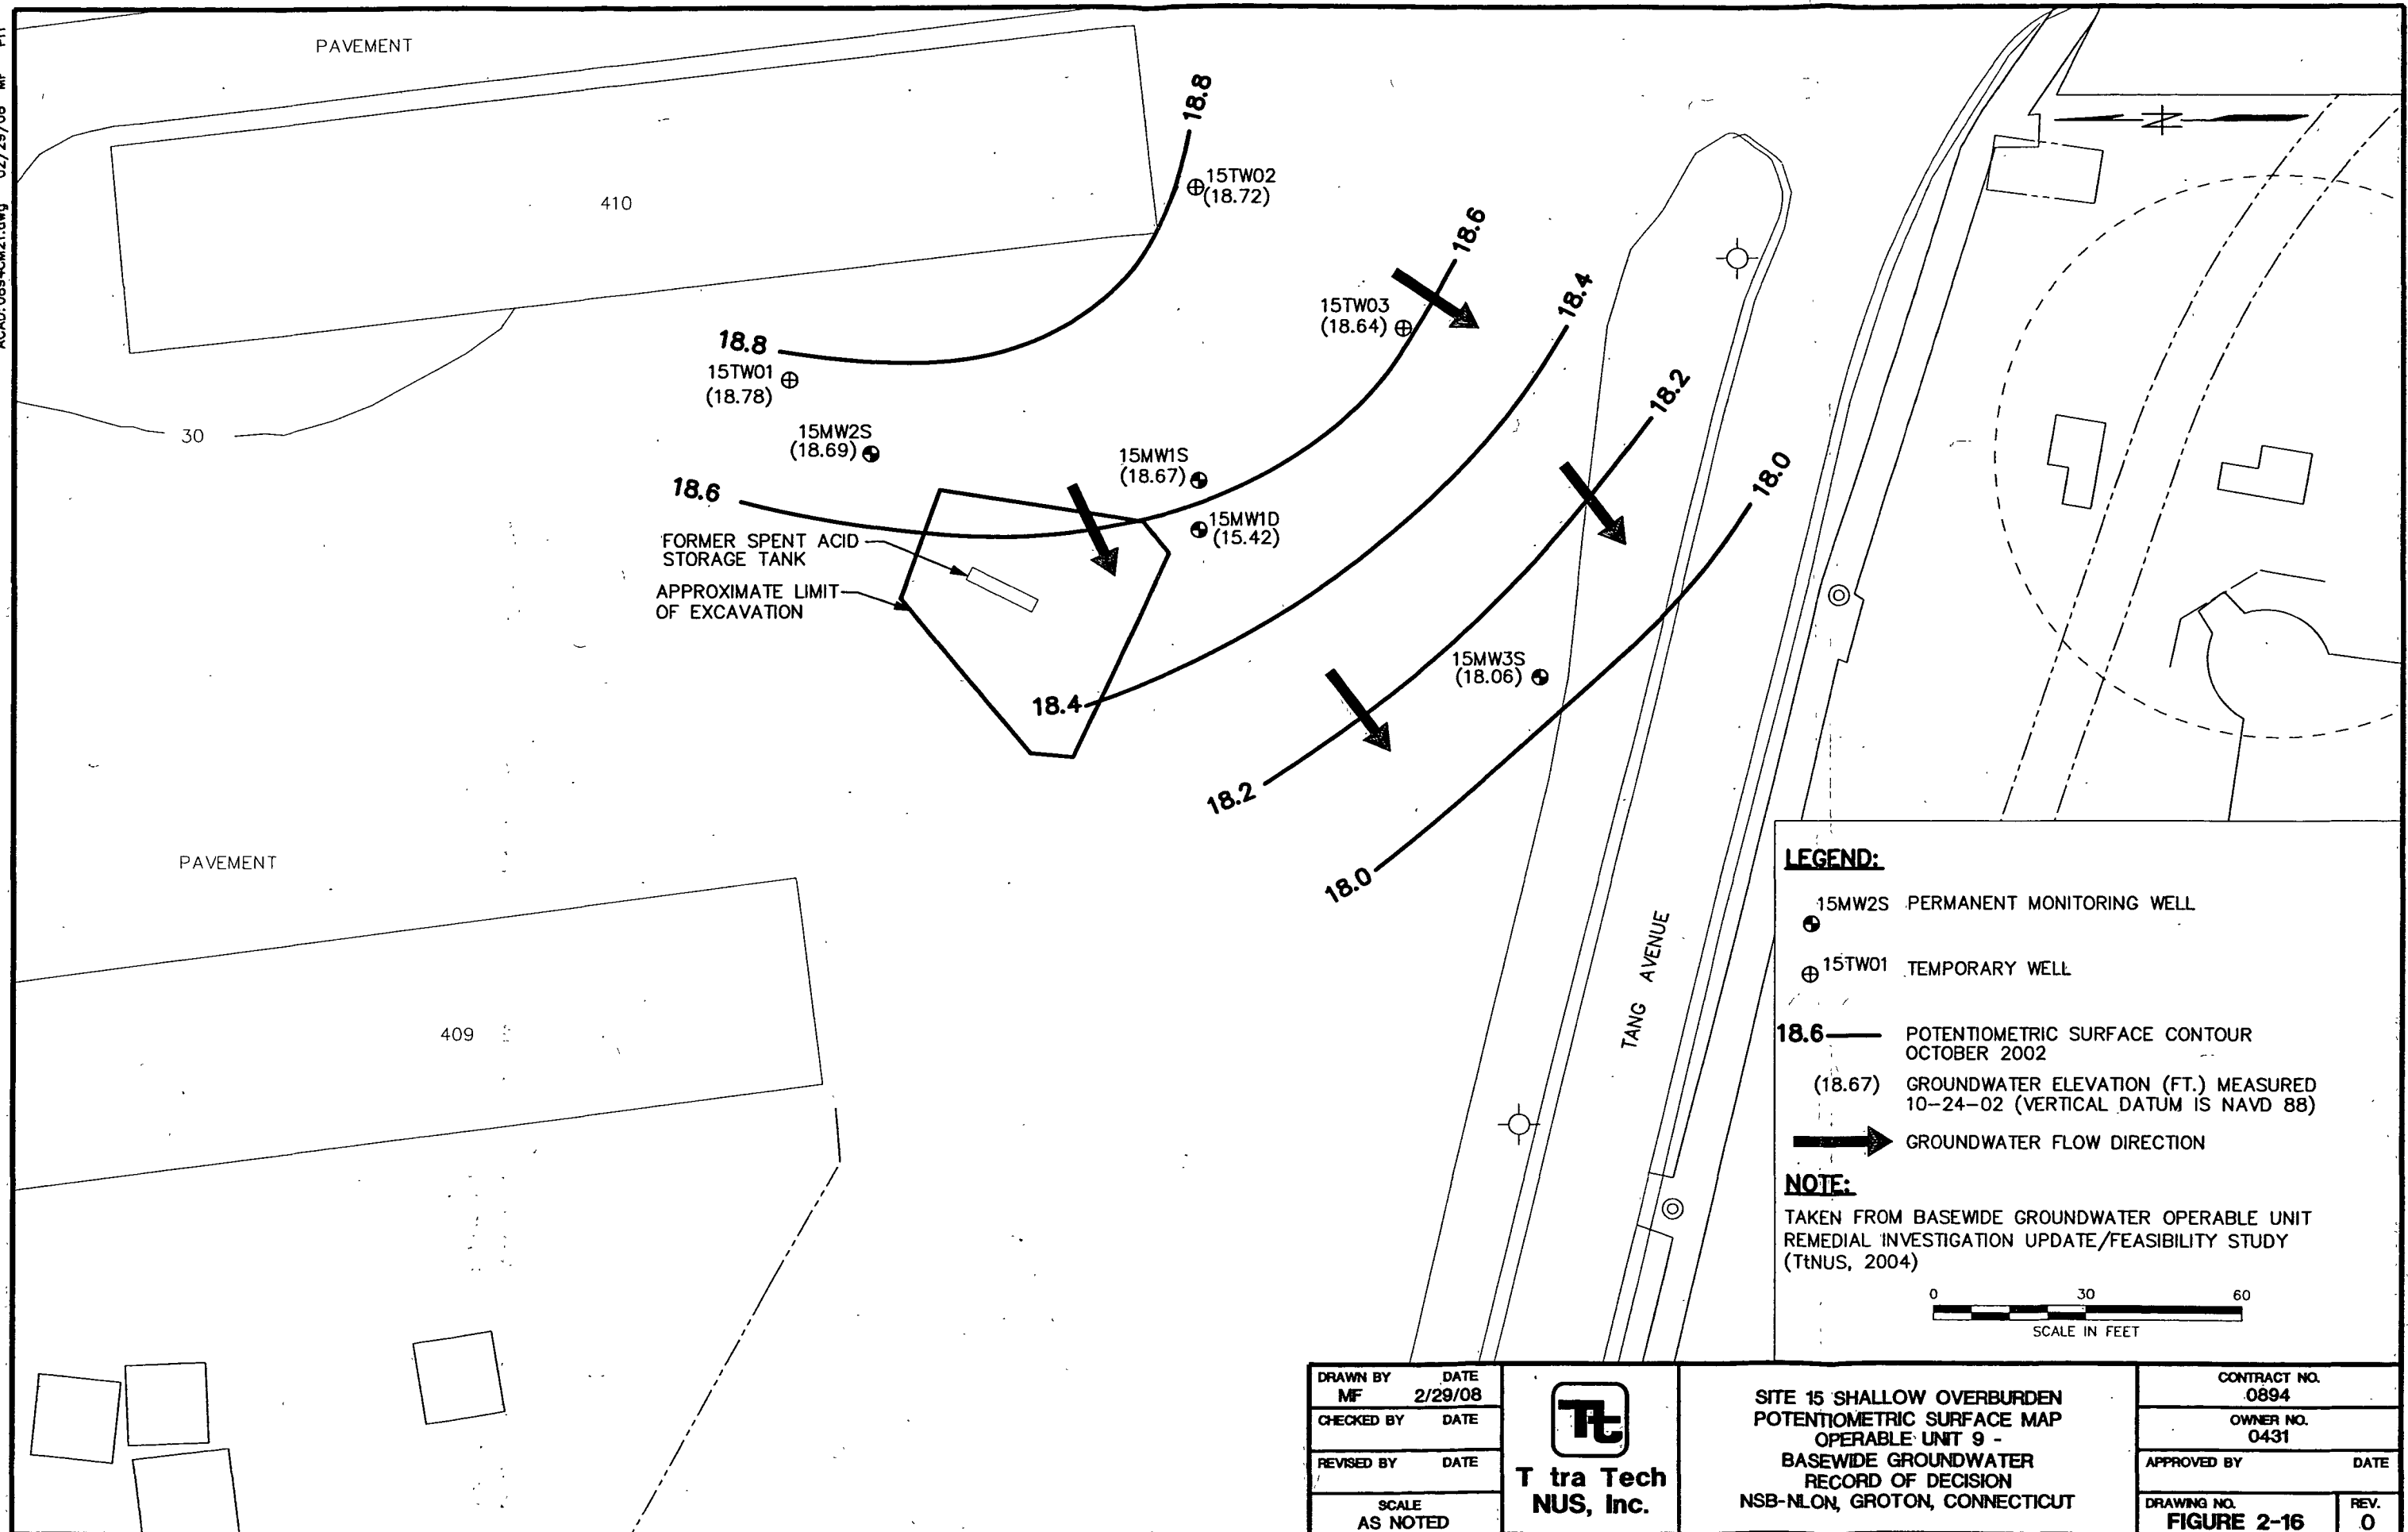 PAVEMENT
410
18.8
15TW02
(18.72)
18.6
15TW03
(18.64)
18.4
18.8
15TW01
(18.78)
30
15MW2S
(18.69)
15MW1S
(18.67)
18.2
18.6
15MW1D
(15.42)
18.0
FORMER SPENT ACID
STORAGE TANK
APPROXIMATE LIMIT
OF EXCAVATION
15MW3S
(18.06)
18.4
18.2
18.0
PAVEMENT
409
TANG AVENUE
N
LEGEND:
15MW2S PERMANENT MONITORING WELL
15TW01 TEMPORARY WELL
18.6 POTENTIOMETRIC SURFACE CONTOUR
OCTOBER 2002
(18.67) GROUNDWATER ELEVATION (FT.) MEASURED
10-24-02 (VERTICAL DATUM IS NAVD 88)
GROUNDWATER FLOW DIRECTION
NOTE:
TAKEN FROM BASEWIDE GROUNDWATER OPERABLE UNIT
REMEDIAL INVESTIGATION UPDATE/FEASIBILITY STUDY
(TtNUS, 2004)
0 30 60
SCALE IN FEET
DRAWN BY DATE
MF 2/29/08
CHECKED BY DATE
REVISED BY DATE
SCALE
AS NOTED
Tt
T tra Tech
NUS, Inc.
SITE 15 SHALLOW OVERBURDEN
POTENTIOMETRIC SURFACE MAP
OPERABLE UNIT 9 -
BASEWIDE GROUNDWATER
RECORD OF DECISION
NSB-NLON, GROTON, CONNECTICUT
CONTRACT NO.
0894
OWNER NO.
0431
APPROVED BY DATE
DRAWING NO.
FIGURE 2-16
REV.
0